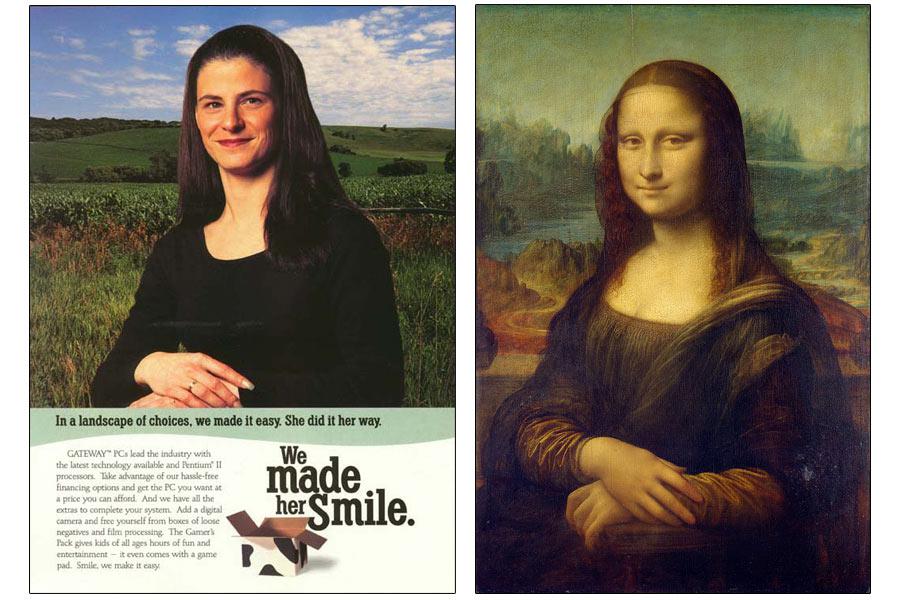 In a landscape of choices, we made it easy. She did it her way.
GATEWAY™ PCs lead the industry with
the latest technology available and Pentium® II
processors. Take advantage of our hassle-free
financing options and get the PC you want at
a price you can afford. And we have all the
extras to complete your system. Add a digital
camera and free yourself from boxes of loose
negatives and film processing. The Gamer's
Pack gives kids of all ages hours of fun and
entertainment – it even comes with a game
pad. Smile, we make it easy.
We
made
her Smile.